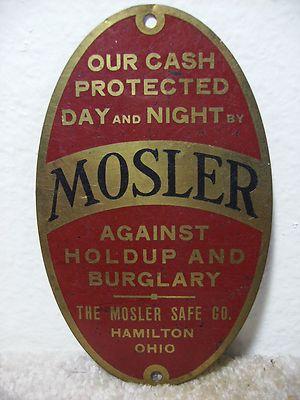 OUR CASH
PROTECTED
DAY AND NIGHT BY
MOSLER
AGAINST
HOLDUP AND
BURGLARY
THE MOSLER SAFE CO.
HAMILTON
OHIO